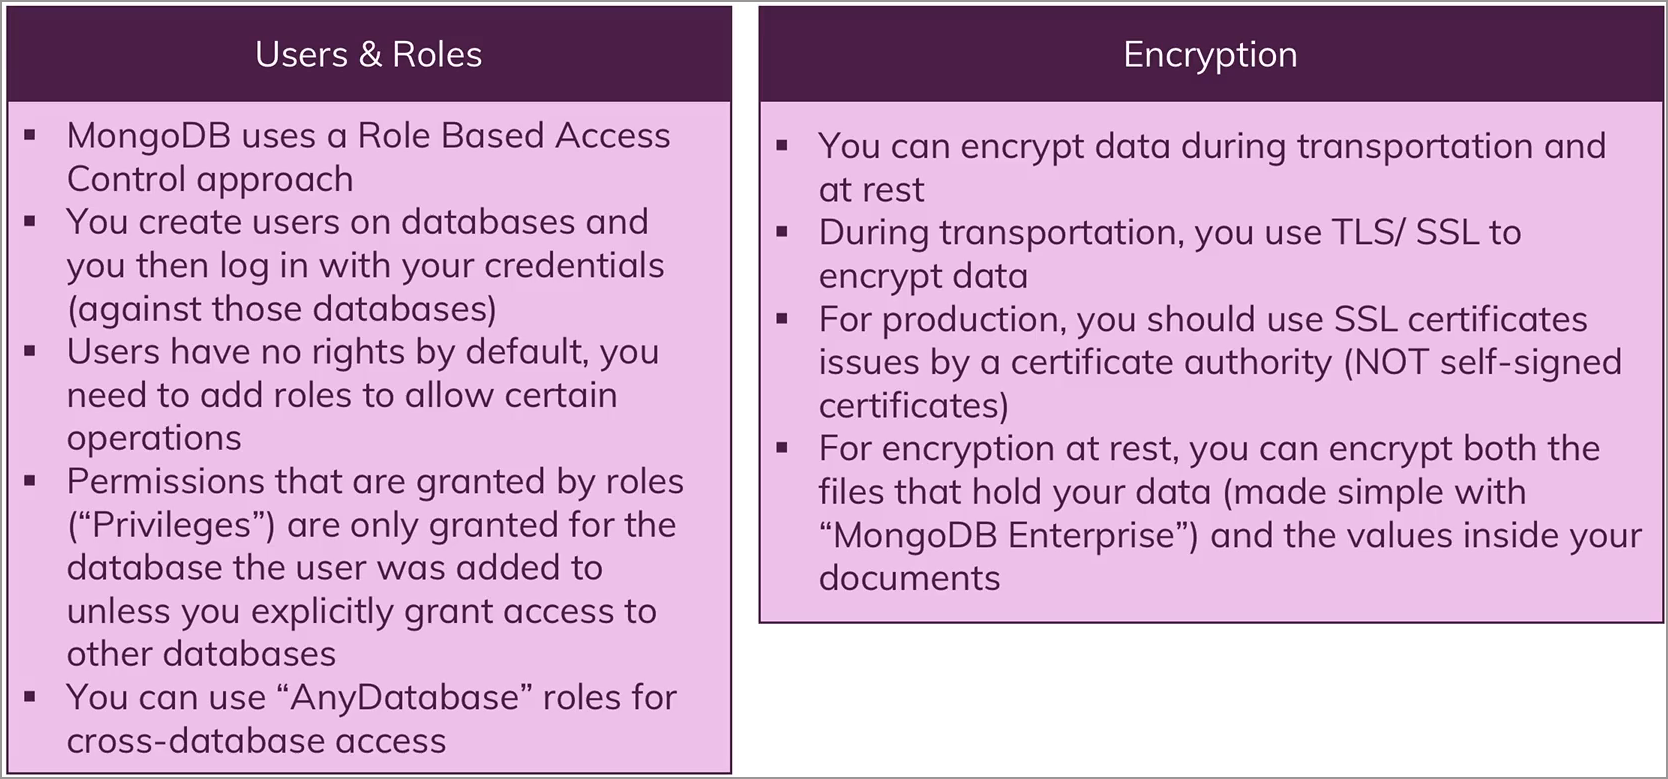 Users & Roles
▪ MongoDB uses a Role Based Access
Control approach
▪ You create users on databases and
you then log in with your credentials
(against those databases)
▪ Users have no rights by default, you
need to add roles to allow certain
operations
▪ Permissions that are granted by roles
(“Privileges”) are only granted for the
database the user was added to
unless you explicitly grant access to
other databases
▪ You can use “AnyDatabase” roles for
cross-database access
Encryption
▪ You can encrypt data during transportation and
at rest
▪ During transportation, you use TLS/ SSL to
encrypt data
▪ For production, you should use SSL certificates
issues by a certificate authority (NOT self-signed
certificates)
▪ For encryption at rest, you can encrypt both the
files that hold your data (made simple with
“MongoDB Enterprise”) and the values inside your
documents